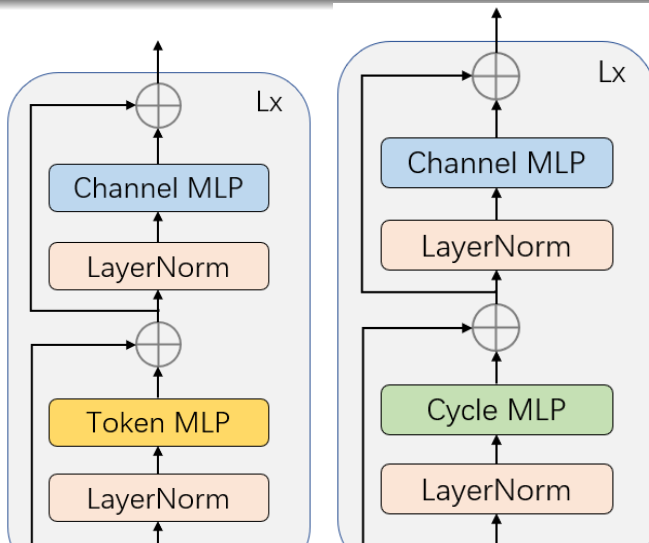 Lx
Channel MLP
LayerNorm
Token MLP
LayerNorm
Lx
Channel MLP
LayerNorm
Cycle MLP
LayerNorm